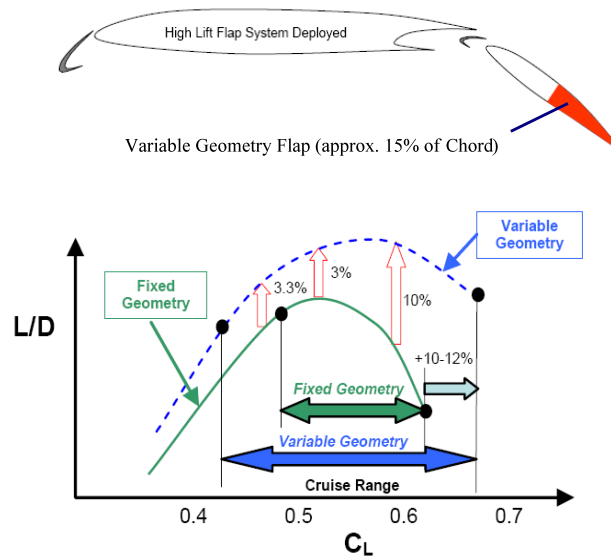 High Lift Flap System Deployed
Variable Geometry Flap (approx. 15% of Chord)
Variable
Geometry
Fixed
Geometry
3.3%
3%
10%
L/D
+10-12%
Fixed Geometry
Variable Geometry
Cruise Range
0.4
0.5
0.6
0.7
CL